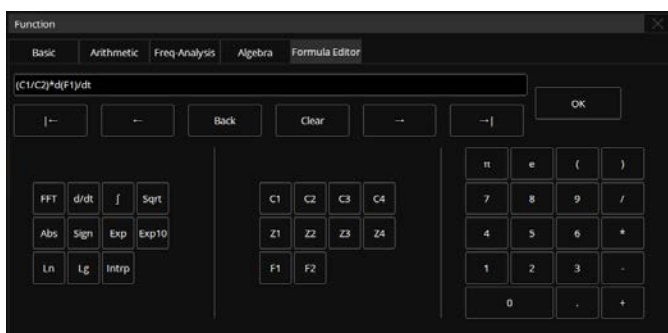 Function
Basic Arithmetic Freq-Analysis Algebra Formula Editor
(C1/C2)*d(F1)/dt
OK
|← ← Back Clear → →|
π e ( )
FFT d/dt ∫ Sqrt C1 C2 C3 C4 7 8 9 /
Abs Sign Exp Exp10 Z1 Z2 Z3 Z4 4 5 6 *
Ln Lg Intrp F1 F2 1 2 3 -
0 . +